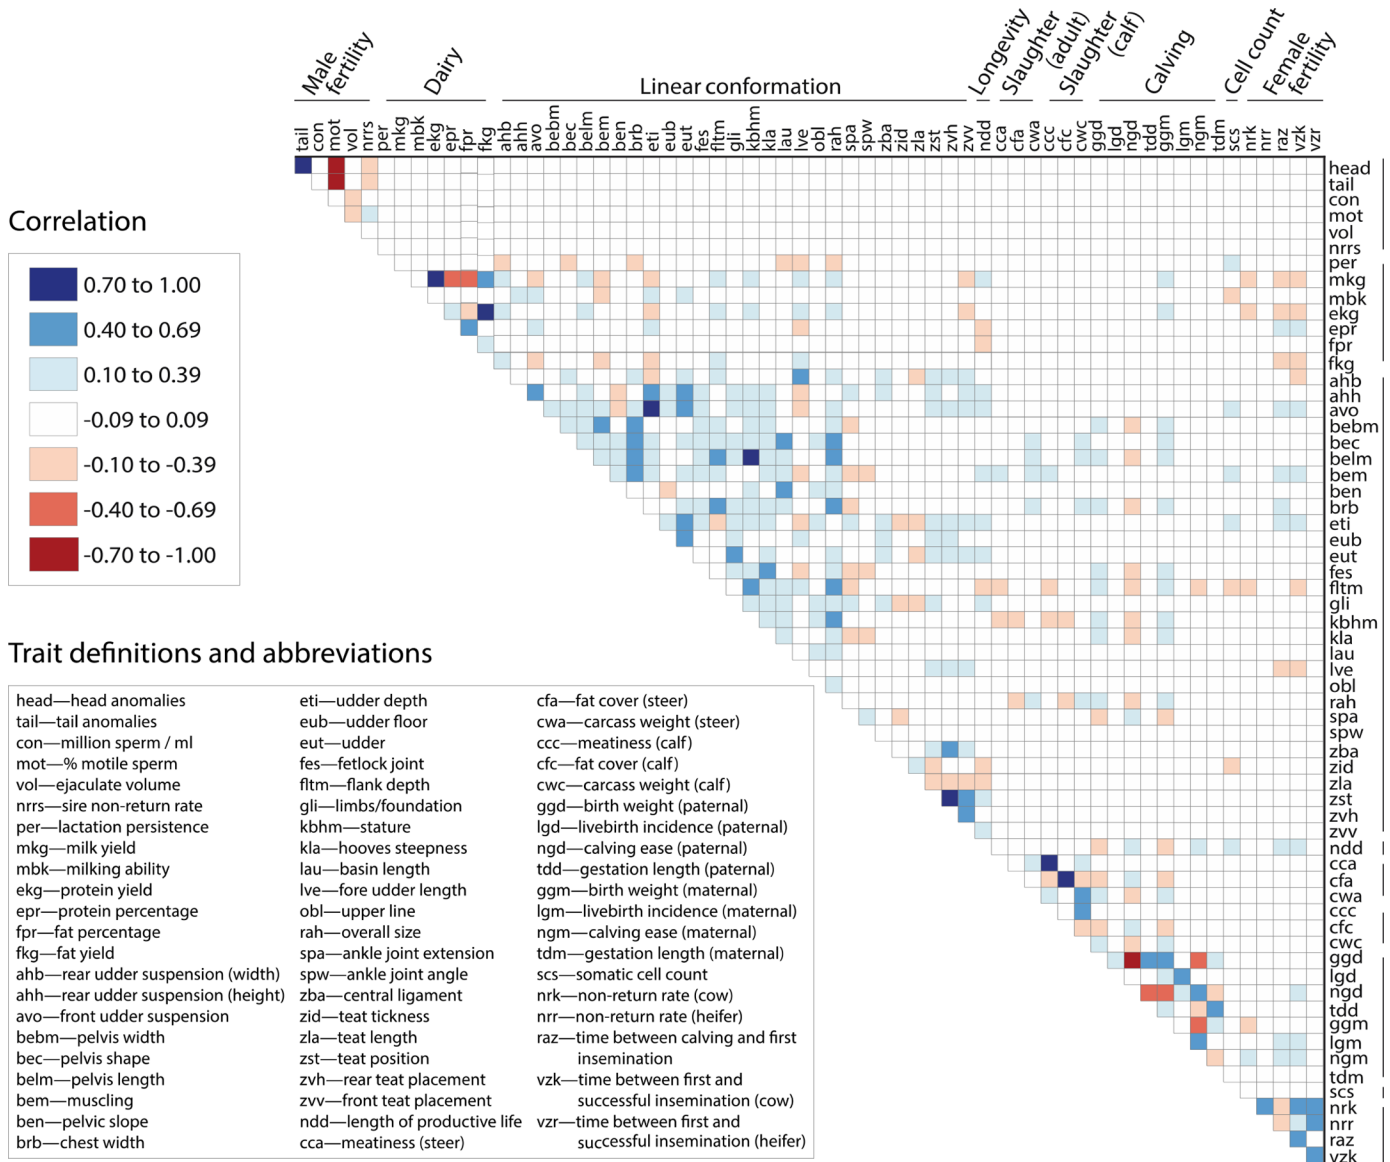 Male
fertility
Dairy
Linear conformation
Longevity
Slaughter
(adult)
Slaughter
(calf)
Calving
Cell count
Female
fertility
tail
con
mot
vol
nrrs
per
mkg
mbk
ekg
epr
fpr
fkg
ahb
ahh
avo
bebm
bec
belm
bem
ben
brb
eti
eub
eut
fes
fltm
gli
kbhm
kla
lau
lve
obl
rah
spa
spw
zba
zid
zla
zst
zvh
zvv
ndd
cca
cfa
cwa
ccc
cfc
cwc
ggd
lgd
ngd
tdd
ggm
lgm
ngm
tdm
scs
nrk
nrr
raz
vzk
vzr
head
tail
con
mot
vol
nrrs
per
mkg
mbk
ekg
epr
fpr
fkg
ahb
ahh
avo
bebm
bec
belm
bem
ben
brb
eti
eub
eut
fes
fltm
gli
kbhm
kla
lau
lve
obl
rah
spa
spw
zba
zid
zla
zst
zvh
zvv
ndd
cca
cfa
cwa
ccc
cfc
cwc
ggd
lgd
ngd
tdd
ggm
lgm
ngm
tdm
scs
nrk
nrr
raz
vzk
Correlation
0.70 to 1.00
0.40 to 0.69
0.10 to 0.39
-0.09 to 0.09
-0.10 to -0.39
-0.40 to -0.69
-0.70 to -1.00
Trait definitions and abbreviations
head—head anomalies
tail—tail anomalies
con—million sperm / ml
mot—% motile sperm
vol—ejaculate volume
nrrs—sire non-return rate
per—lactation persistence
mkg—milk yield
mbk—milking ability
ekg—protein yield
epr—protein percentage
fpr—fat percentage
fkg—fat yield
ahb—rear udder suspension (width)
ahh—rear udder suspension (height)
avo—front udder suspension
bebm—pelvis width
bec—pelvis shape
belm—pelvis length
bem—muscling
ben—pelvic slope
brb—chest width
eti—udder depth
eub—udder floor
eut—udder
fes—fetlock joint
fltm—flank depth
gli—limbs/foundation
kbhm—stature
kla—hooves steepness
lau—basin length
lve—fore udder length
obl—upper line
rah—overall size
spa—ankle joint extension
spw—ankle joint angle
zba—central ligament
zid—teat tickness
zla—teat length
zst—teat position
zvh—rear teat placement
zvv—front teat placement
ndd—length of productive life
cca—meatiness (steer)
cfa—fat cover (steer)
cwa—carcass weight (steer)
ccc—meatiness (calf)
cfc—fat cover (calf)
cwc—carcass weight (calf)
ggd—birth weight (paternal)
lgd—livebirth incidence (paternal)
ngd—calving ease (paternal)
tdd—gestation length (paternal)
ggm—birth weight (maternal)
lgm—livebirth incidence (maternal)
ngm—calving ease (maternal)
tdm—gestation length (maternal)
scs—somatic cell count
nrk—non-return rate (cow)
nrr—non-return rate (heifer)
raz—time between calving and first
insemination
vzk—time between first and
successful insemination (cow)
vzr—time between first and
successful insemination (heifer)